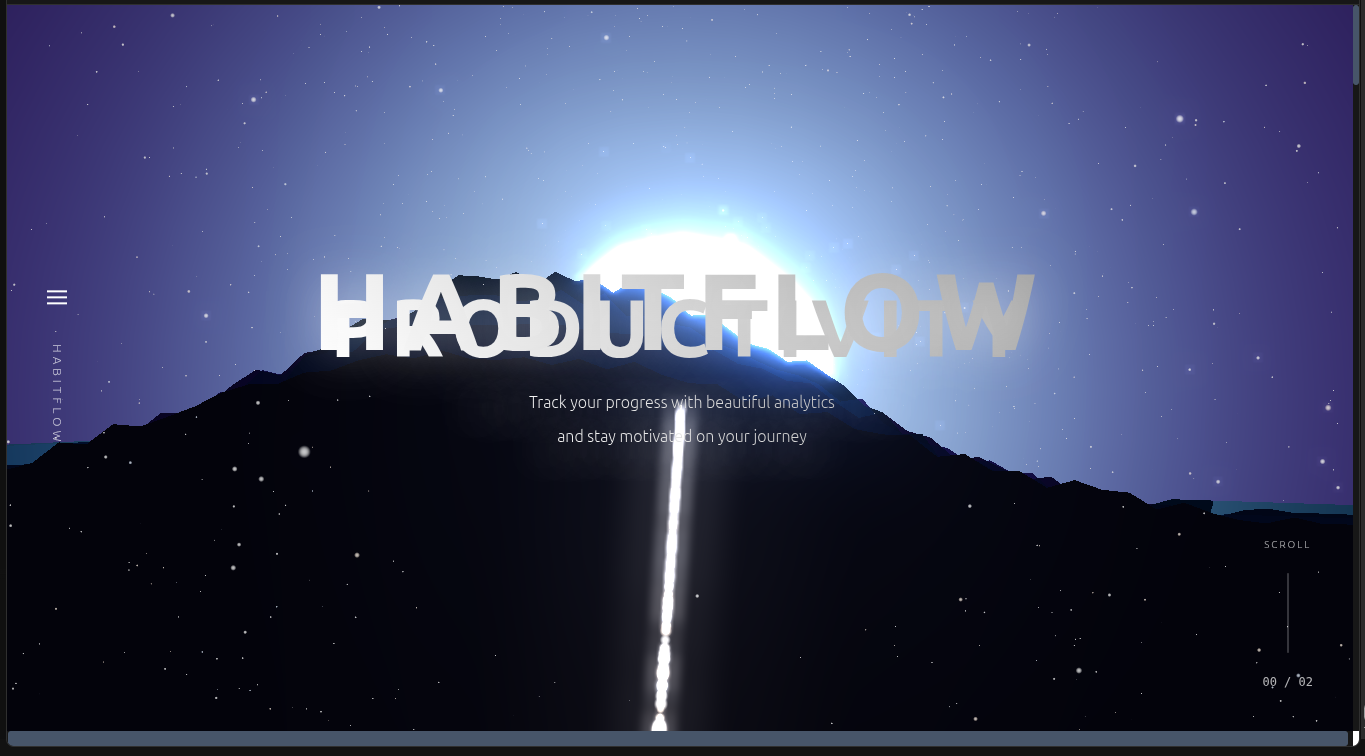 HABITFLOW
PRODUCTIVITY
Track your progress with beautiful analytics
and stay motivated on your journey
HABITFLOW
SCROLL
00 / 02